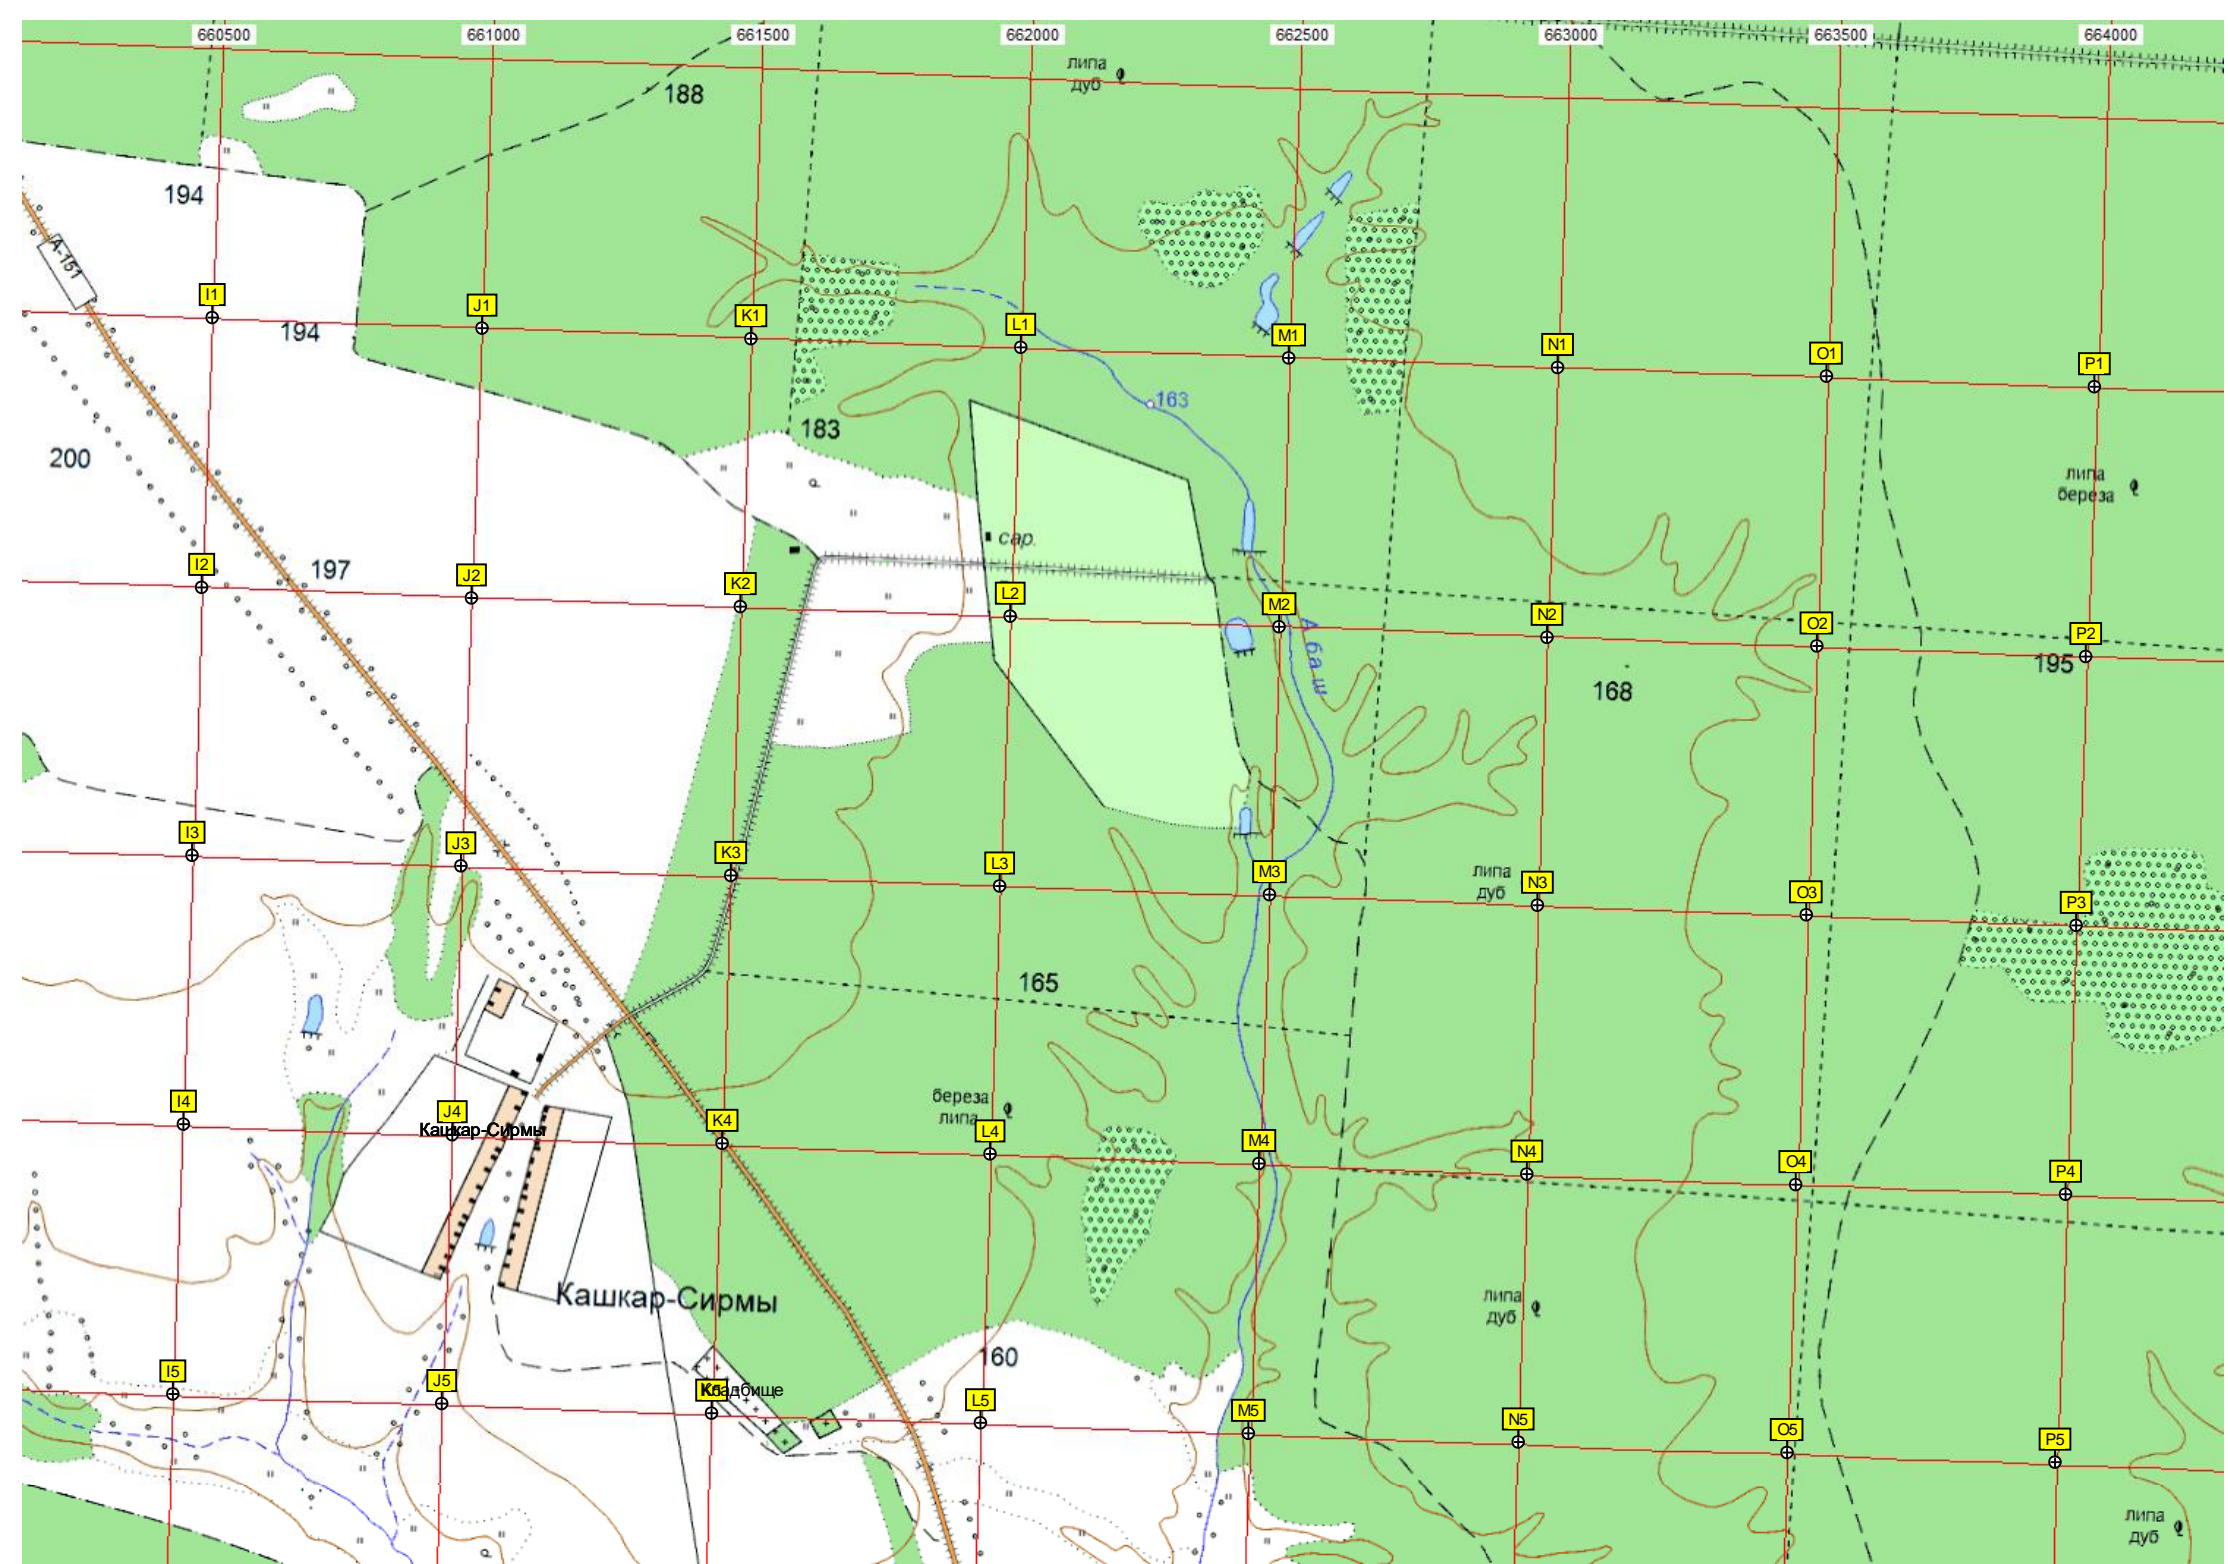 660500 661000 661500 662000 662500 663000 663500 664000
липа
дуб
188
194
А-151
I1
J1
K1
L1
M1
N1
O1
P1
194
163
183
200
липа
береза
сар.
197
I2
J2
K2
L2
M2
N2
O2
P2
195
168
I3
J3
K3
L3
M3
липа
дуб
N3
O3
P3
165
береза
липа
I4
J4
K4
L4
M4
N4
O4
P4
Кашкар-Сирмы
Кашкар-Сирмы
липа
дуб
160
I5
J5
Кладбище
L5
M5
N5
O5
P5
липа
дуб